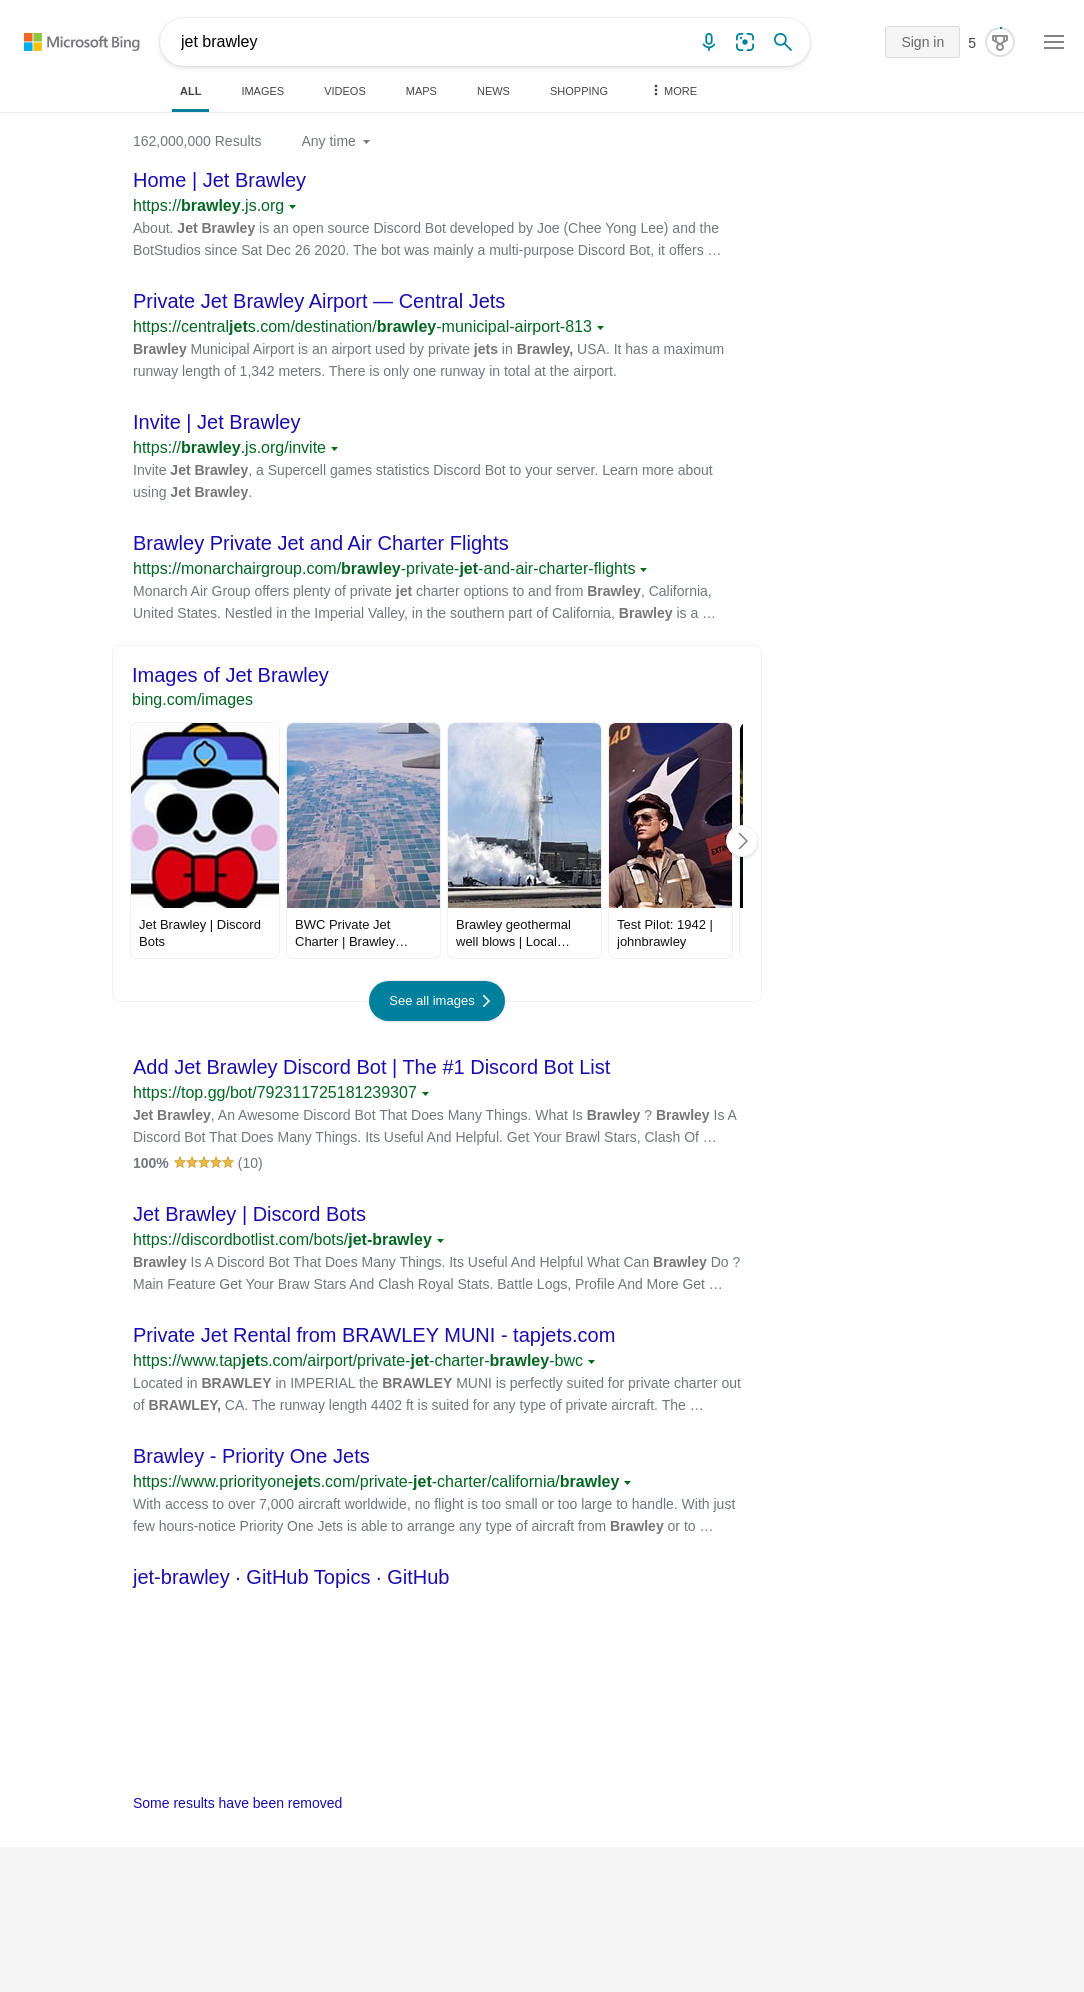 Microsoft Bing
jet brawley
Sign in
5
ALL
IMAGES
VIDEOS
MAPS
NEWS
SHOPPING
MORE
162,000,000 Results
Any time
Home | Jet Brawley
https://brawley.js.org
About. Jet Brawley is an open source Discord Bot developed by Joe (Chee Yong Lee) and the
BotStudios since Sat Dec 26 2020. The bot was mainly a multi-purpose Discord Bot, it offers …
Private Jet Brawley Airport — Central Jets
https://centraljets.com/destination/brawley-municipal-airport-813
Brawley Municipal Airport is an airport used by private jets in Brawley, USA. It has a maximum
runway length of 1,342 meters. There is only one runway in total at the airport.
Invite | Jet Brawley
https://brawley.js.org/invite
Invite Jet Brawley, a Supercell games statistics Discord Bot to your server. Learn more about
using Jet Brawley.
Brawley Private Jet and Air Charter Flights
https://monarchairgroup.com/brawley-private-jet-and-air-charter-flights
Monarch Air Group offers plenty of private jet charter options to and from Brawley, California,
United States. Nestled in the Imperial Valley, in the southern part of California, Brawley is a …
Images of Jet Brawley
bing.com/images
40
EXTIN
Jet Brawley | Discord
Bots
BWC Private Jet
Charter | Brawley…
Brawley geothermal
well blows | Local…
Test Pilot: 1942 |
johnbrawley
See all images
Add Jet Brawley Discord Bot | The #1 Discord Bot List
https://top.gg/bot/792311725181239307
Jet Brawley, An Awesome Discord Bot That Does Many Things. What Is Brawley ? Brawley Is A
Discord Bot That Does Many Things. Its Useful And Helpful. Get Your Brawl Stars, Clash Of …
100% (10)
Jet Brawley | Discord Bots
https://discordbotlist.com/bots/jet-brawley
Brawley Is A Discord Bot That Does Many Things. Its Useful And Helpful What Can Brawley Do ?
Main Feature Get Your Braw Stars And Clash Royal Stats. Battle Logs, Profile And More Get …
Private Jet Rental from BRAWLEY MUNI - tapjets.com
https://www.tapjets.com/airport/private-jet-charter-brawley-bwc
Located in BRAWLEY in IMPERIAL the BRAWLEY MUNI is perfectly suited for private charter out
of BRAWLEY, CA. The runway length 4402 ft is suited for any type of private aircraft. The …
Brawley - Priority One Jets
https://www.priorityonejets.com/private-jet-charter/california/brawley
With access to over 7,000 aircraft worldwide, no flight is too small or too large to handle. With just
few hours-notice Priority One Jets is able to arrange any type of aircraft from Brawley or to …
jet-brawley · GitHub Topics · GitHub
Some results have been removed